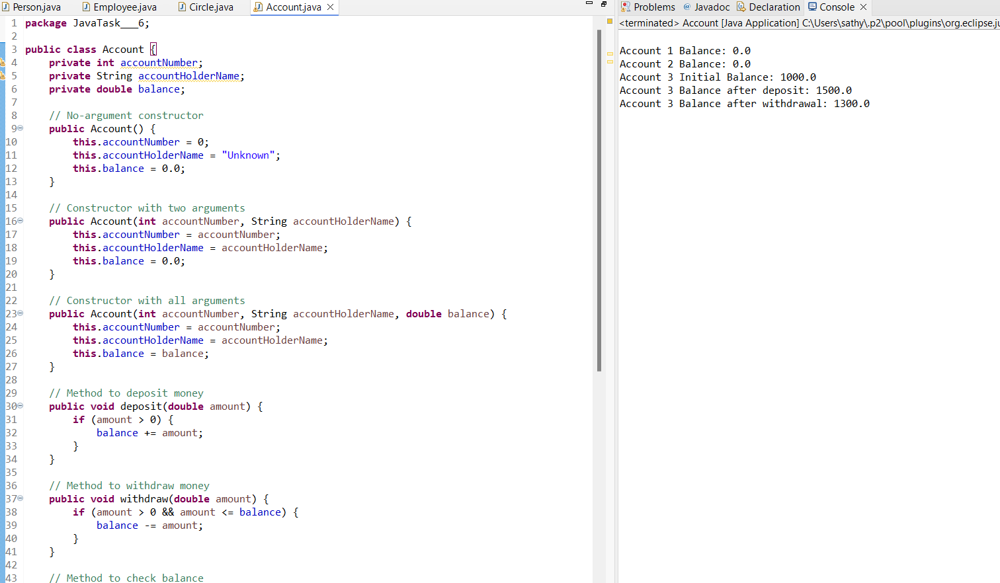 Person.java Employee.java Circle.java Account.java
1 package JavaTask___6;
2
3 public class Account {
4 private int accountNumber;
5 private String accountHolderName;
6 private double balance;
7
8 // No-argument constructor
9 public Account() {
10 this.accountNumber = 0;
11 this.accountHolderName = "Unknown";
12 this.balance = 0.0;
13 }
14
15 // Constructor with two arguments
16 public Account(int accountNumber, String accountHolderName) {
17 this.accountNumber = accountNumber;
18 this.accountHolderName = accountHolderName;
19 this.balance = 0.0;
20 }
21
22 // Constructor with all arguments
23 public Account(int accountNumber, String accountHolderName, double balance) {
24 this.accountNumber = accountNumber;
25 this.accountHolderName = accountHolderName;
26 this.balance = balance;
27 }
28
29 // Method to deposit money
30 public void deposit(double amount) {
31 if (amount > 0) {
32 balance += amount;
33 }
34 }
35
36 // Method to withdraw money
37 public void withdraw(double amount) {
38 if (amount > 0 && amount <= balance) {
39 balance -= amount;
40 }
41 }
42
43 // Method to check balance
Problems @ Javadoc Declaration Console
<terminated> Account [Java Application] C:\Users\sathy\.p2\pool\plugins\org.eclipse.ju
Account 1 Balance: 0.0
Account 2 Balance: 0.0
Account 3 Initial Balance: 1000.0
Account 3 Balance after deposit: 1500.0
Account 3 Balance after withdrawal: 1300.0